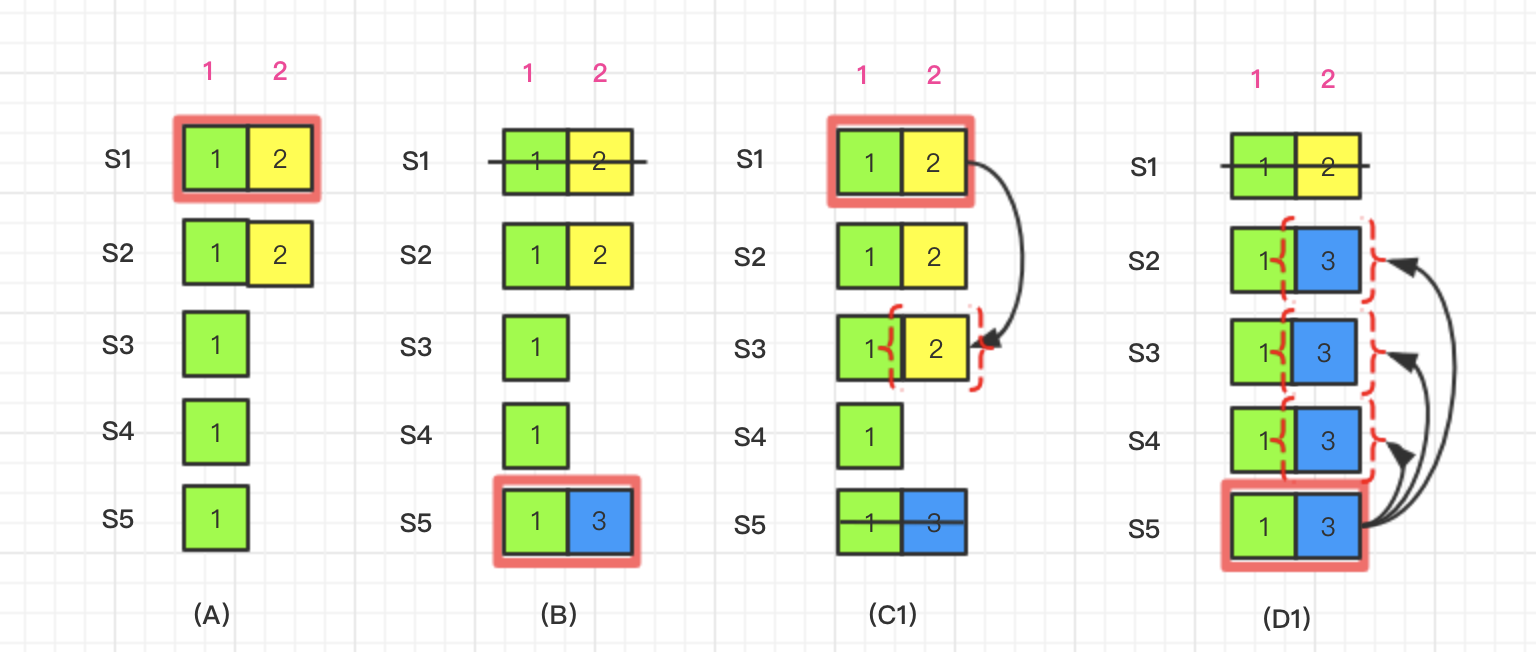 1 2 1 2 1 2 1 2
S1 1 2 S1 1 2 S1 1 2 S1 1 2
S2 1 2 S2 1 2 S2 1 2 S2 1 3
S3 1 S3 1 S3 1 2 S3 1 3
S4 1 S4 1 S4 1 S4 1 3
S5 1 S5 1 3 S5 1 3 S5 1 3
(A) (B) (C1) (D1)